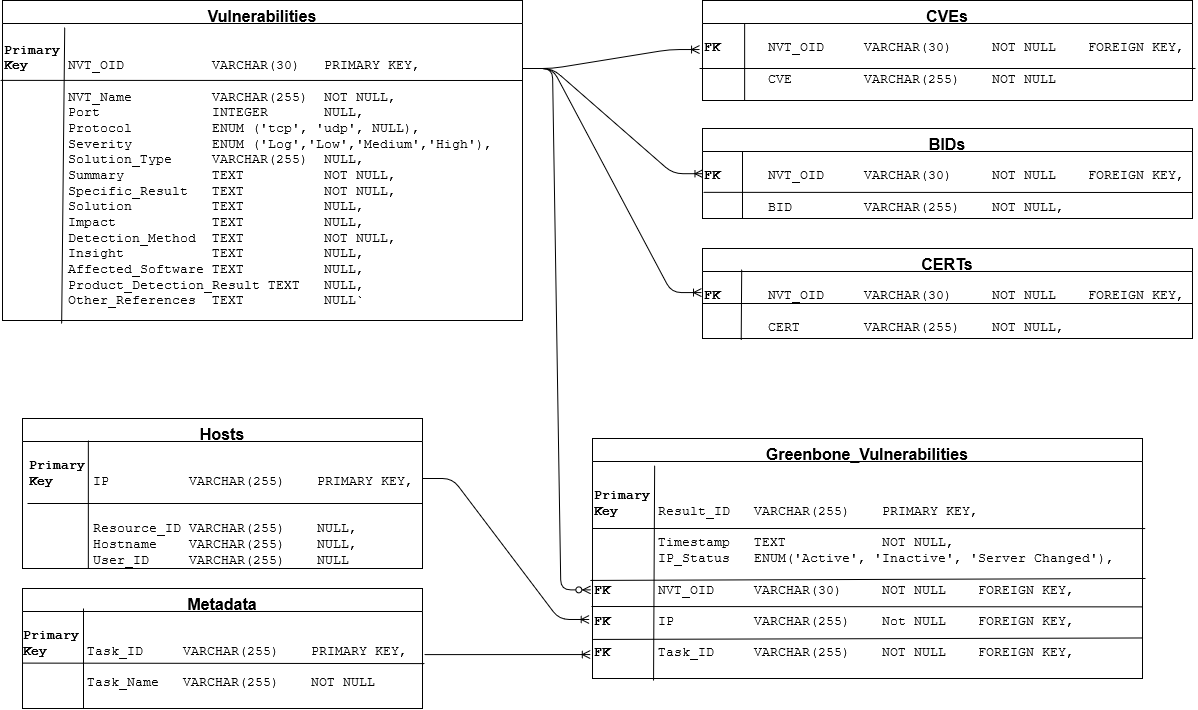 Vulnerabilities
Primary
Key NVT_OID VARCHAR(30) PRIMARY KEY,
NVT_Name VARCHAR(255) NOT NULL,
Port INTEGER NULL,
Protocol ENUM ('tcp', 'udp', NULL),
Severity ENUM ('Log','Low','Medium','High'),
Solution_Type VARCHAR(255) NULL,
Summary TEXT NOT NULL,
Specific_Result TEXT NOT NULL,
Solution TEXT NULL,
Impact TEXT NULL,
Detection_Method TEXT NOT NULL,
Insight TEXT NULL,
Affected_Software TEXT NULL,
Product_Detection_Result TEXT NULL,
Other_References TEXT NULL`
CVEs
FK NVT_OID VARCHAR(30) NOT NULL FOREIGN KEY,
CVE VARCHAR(255) NOT NULL
BIDs
FK NVT_OID VARCHAR(30) NOT NULL FOREIGN KEY,
BID VARCHAR(255) NOT NULL,
CERTs
FK NVT_OID VARCHAR(30) NOT NULL FOREIGN KEY,
CERT VARCHAR(255) NOT NULL,
Hosts
Primary
Key IP VARCHAR(255) PRIMARY KEY,
Resource_ID VARCHAR(255) NULL,
Hostname VARCHAR(255) NULL,
User_ID VARCHAR(255) NULL
Metadata
Primary
Key Task_ID VARCHAR(255) PRIMARY KEY,
Task_Name VARCHAR(255) NOT NULL
Greenbone_Vulnerabilities
Primary
Key Result_ID VARCHAR(255) PRIMARY KEY,
Timestamp TEXT NOT NULL,
IP_Status ENUM('Active', 'Inactive', 'Server Changed'),
FK NVT_OID VARCHAR(30) NOT NULL FOREIGN KEY,
FK IP VARCHAR(255) Not NULL FOREIGN KEY,
FK Task_ID VARCHAR(255) NOT NULL FOREIGN KEY,